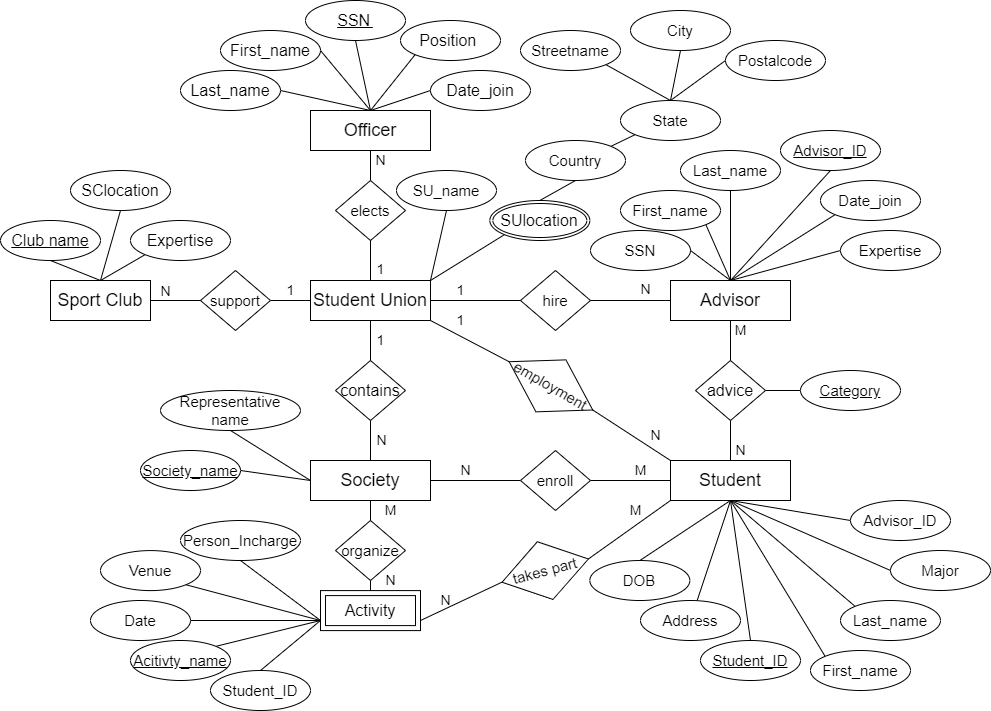 SSN
City
Position
First_name
Streetname
Postalcode
Last_name
Date_join
State
Officer
Advisor_ID
Country
N
Last_name
SClocation
SU_name
Date_join
elects
First_name
SUlocation
Club name
Expertise
SSN
Expertise
1
N
1
1
N
Sport Club
support
Student Union
hire
Advisor
1
1
M
employment
contains
advice
Category
Representative
name
N
N
N
Society_name
N
M
Society
enroll
Student
M
M
Advisor_ID
Person_Incharge
organize
Venue
takes part
Major
N
DOB
N
Date
Activity
Address
Last_name
Acitivty_name
Student_ID
Student_ID
First_name